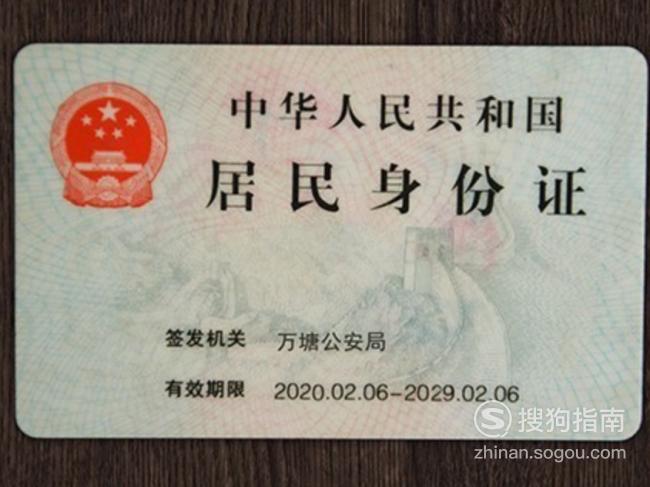 中华人民共和国
居民身份证
签发机关 万塘公安局
有效期限 2020.02.06-2029.02.06
S 搜狗指南
zhinan.sogou.com